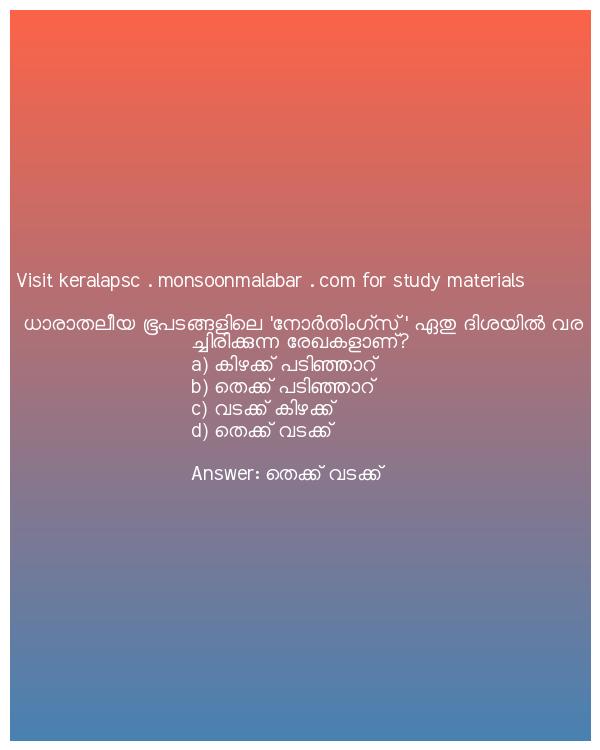 Visit keralapsc . monsoonmalabar . com for study materials
ധാരാതലീയ ഭൂപടങ്ങളിലെ 'നോർതിംഗ്സ് ' ഏതു ദിശയിൽ വര
ച്ചിരിക്കുന്ന രേഖകളാണ്?
a) കിഴക്ക് പടിഞ്ഞാറ്
b) തെക്ക് പടിഞ്ഞാറ്
c) വടക്ക് കിഴക്ക്
d) തെക്ക് വടക്ക്
Answer: തെക്ക് വടക്ക്